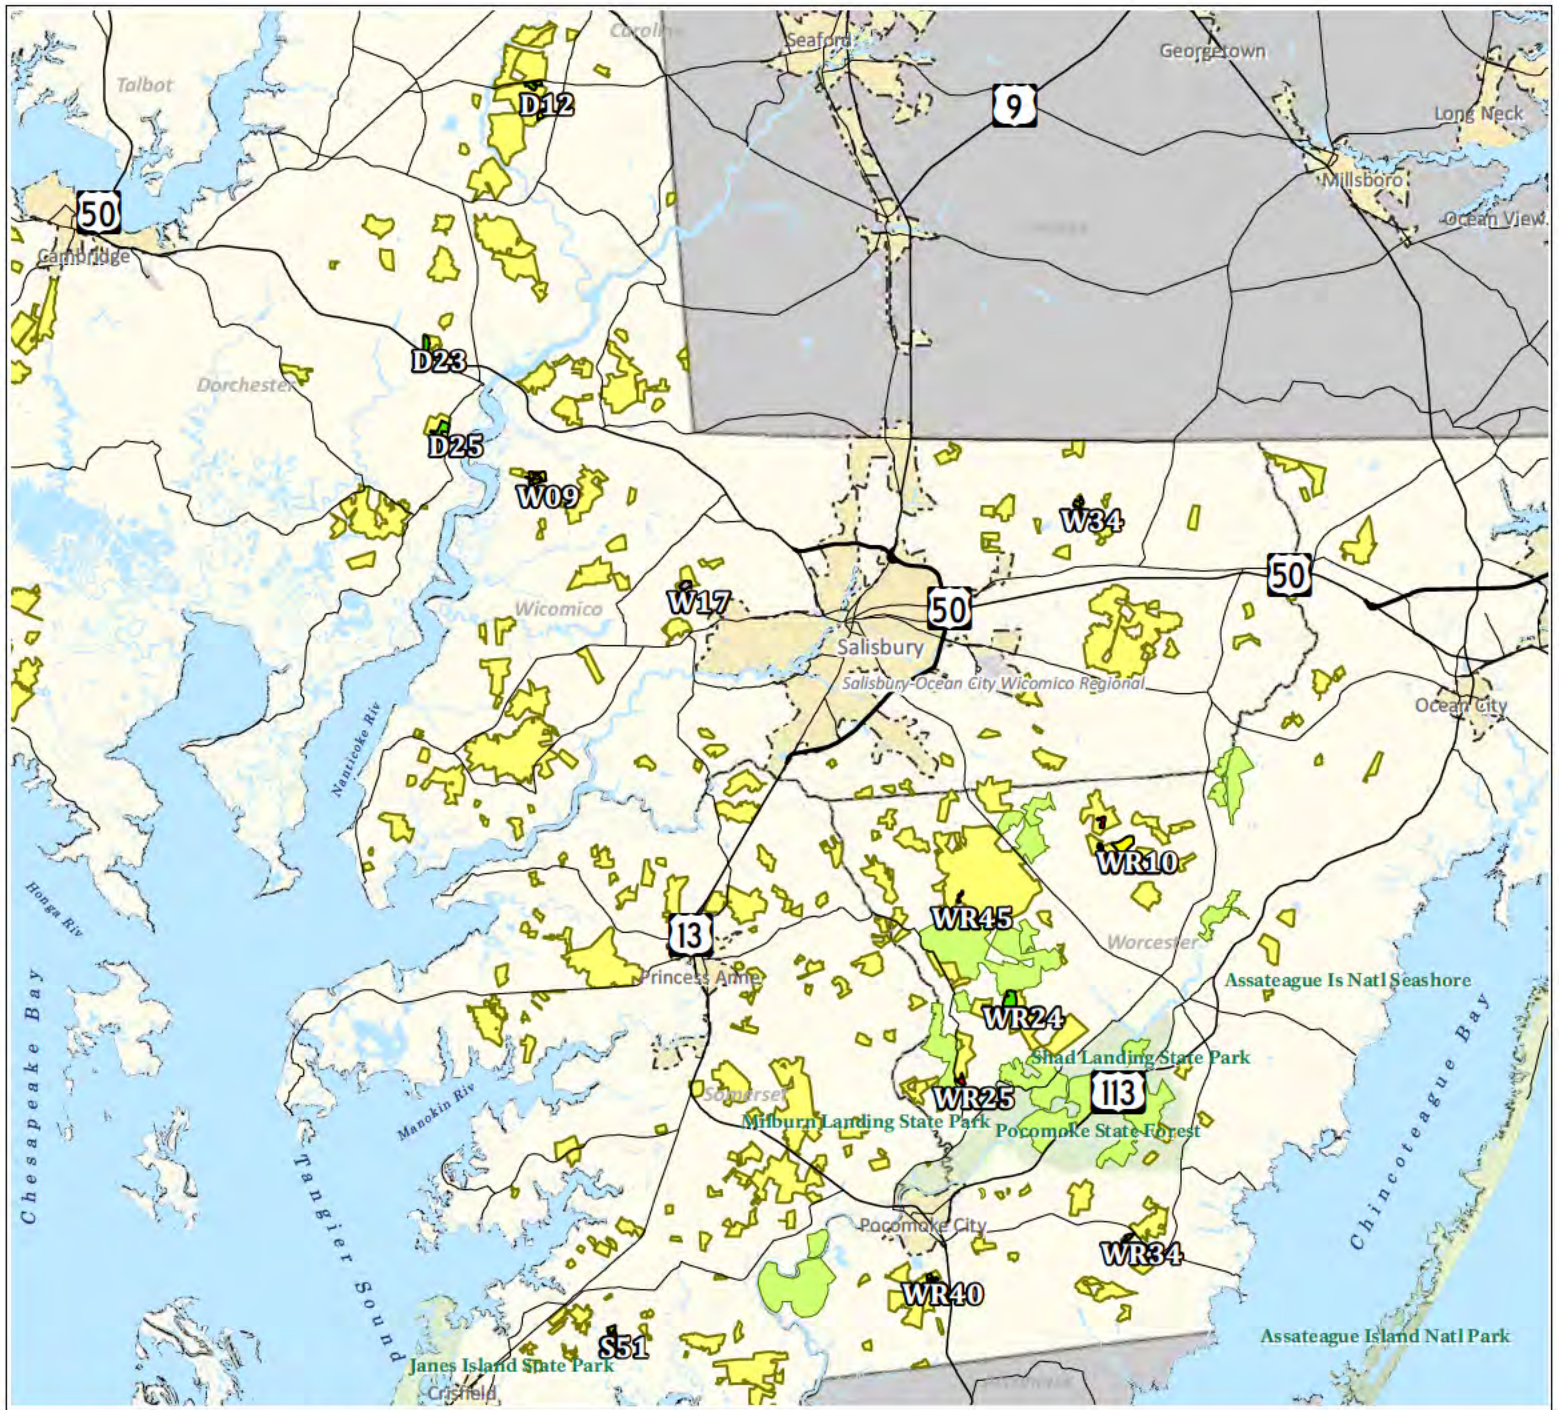 Caroline
Seaford
Georgetown
Talbot
9
D12
Long Neck
Millsboro
50
Ocean View
Cambridge
D23
Dorchester
D25
W09
W34
50
W17
50
Wicomico
Salisbury
Salisbury-Ocean City Wicomico Regional
Ocean City
Nanticoke Riv
WR10
Honga Riv
WR45
13
Worcester
Princess Anne
Assateague Is Natl Seashore
Chesapeake Bay
WR24
Shad Landing State Park
Somerset
113
Manokin Riv
WR25
Milburn Landing State Park
Pocomoke State Forest
Chincoteague Bay
Tangier Sound
Pocomoke City
WR34
WR40
S51
Assateague Island Natl Park
Janes Island State Park
Crisfield